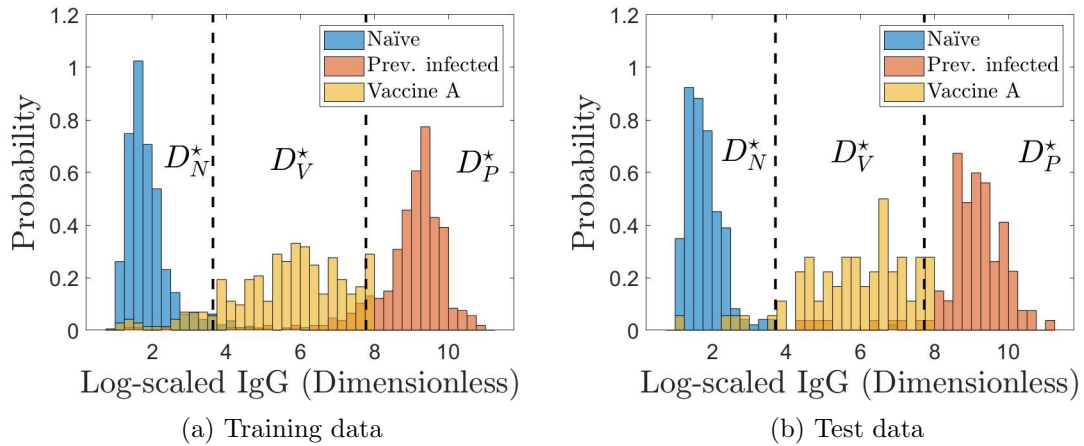 1.2
1
0.8
0.6
0.4
0.2
0
Probability
Naïve
Prev. infected
Vaccine A
D*N
D*V
D*P
2
4
6
8
10
Log-scaled IgG (Dimensionless)
(a) Training data
1.2
1
0.8
0.6
0.4
0.2
0
Probability
Naïve
Prev. infected
Vaccine A
D*N
D*V
D*P
2
4
6
8
10
Log-scaled IgG (Dimensionless)
(b) Test data